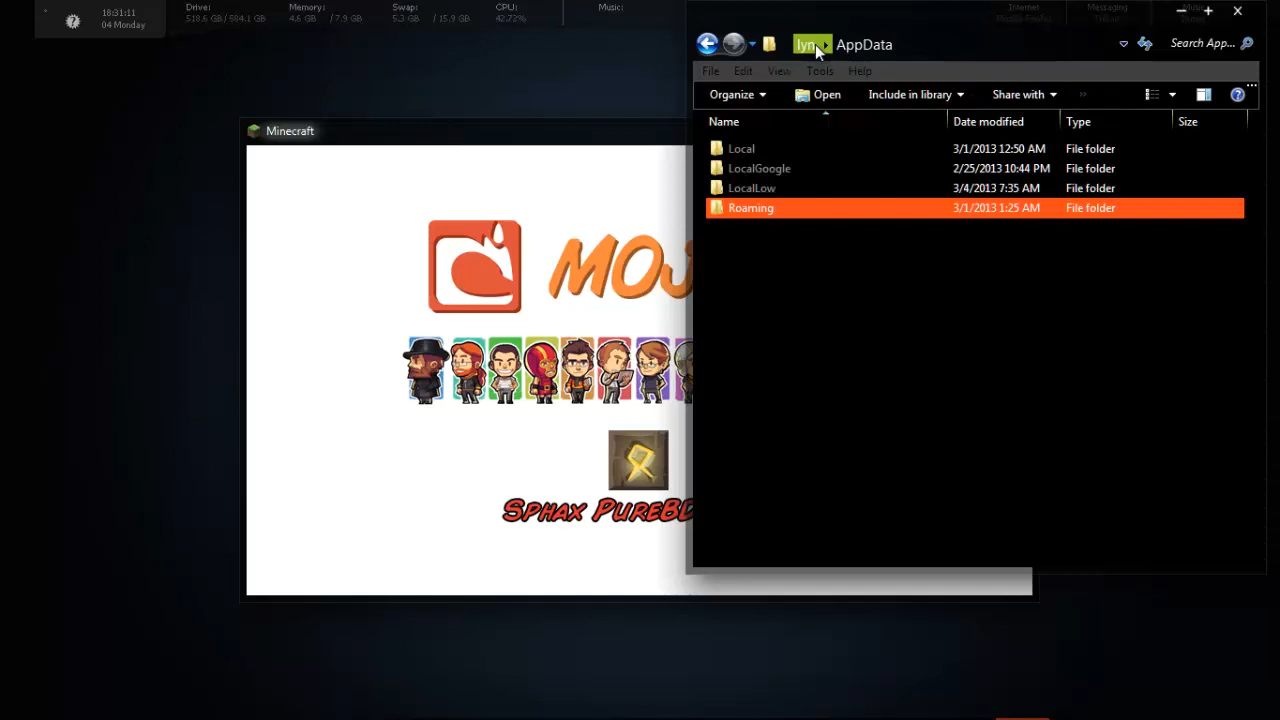 18:31:11
04 Monday
Drive:
518.6 GB / 584.1 GB
Memory:
4.6 GB / 7.9 GB
Swap:
5.3 GB / 15.9 GB
CPU:
42.72%
Music:
Internet
Messaging
AppData
Search App...
File Edit View Tools Help
Organize Open Include in library Share with »
Name Date modified Type Size
Local 3/1/2013 12:50 AM File folder
LocalGoogle 2/25/2013 10:44 PM File folder
LocalLow 3/4/2013 7:35 AM File folder
Roaming 3/1/2013 1:25 AM File folder
Minecraft
MOJ
SPHAX PUREBD